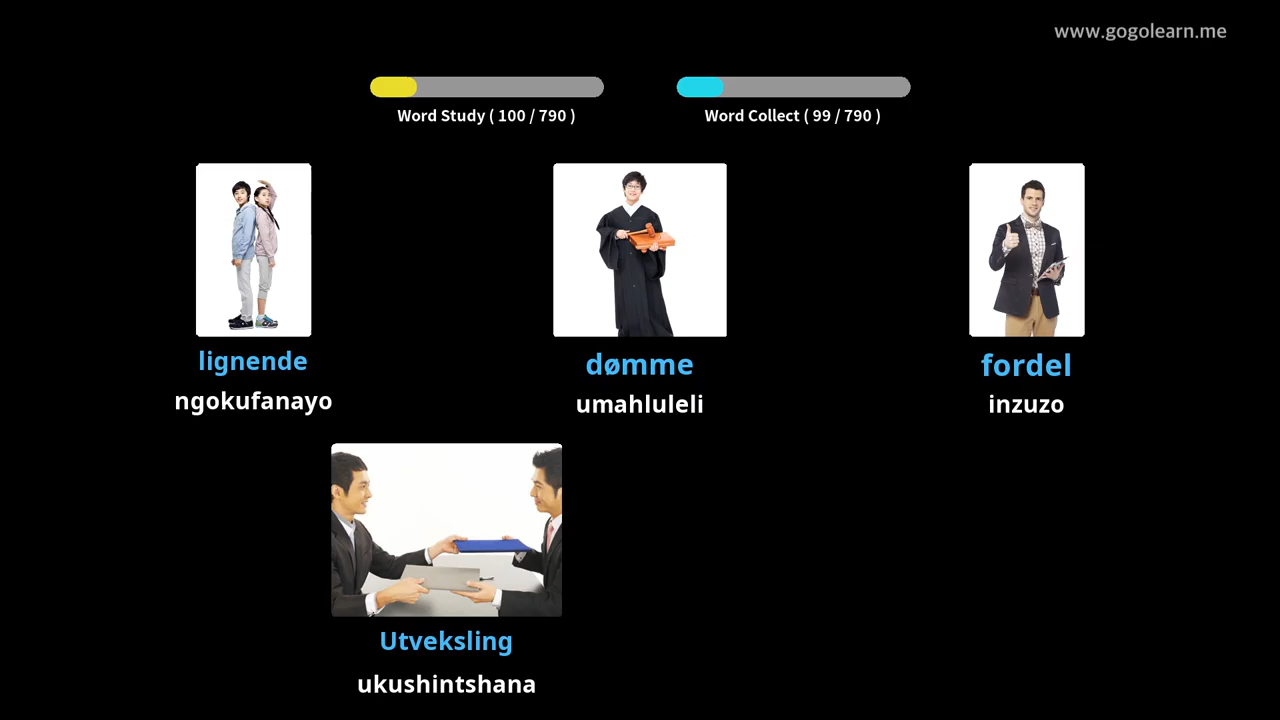 www.gogolearn.me
Word Study ( 100 / 790 )
Word Collect ( 99 / 790 )
lignende
ngokufanayo
dømme
umahluleli
fordel
inzuzo
Utveksling
ukushintshana